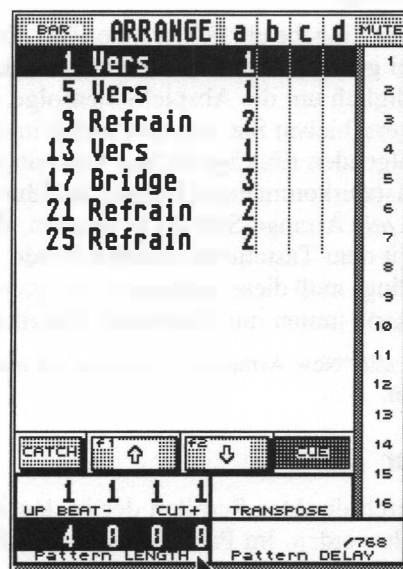 BAR ARRANGE a b c d MUTE
1 Vers 1
5 Vers 1
9 Refrain 2
13 Vers 1
17 Bridge 3
21 Refrain 2
25 Refrain 2
1
2
3
4
5
6
7
8
9
10
11
12
13
14
15
16
CATCH f1 f2 CUE
1 1 1 1
UP BEAT- CUT+ TRANSPOSE
4 0 0 0 /768
Pattern LENGTH Pattern DELAY